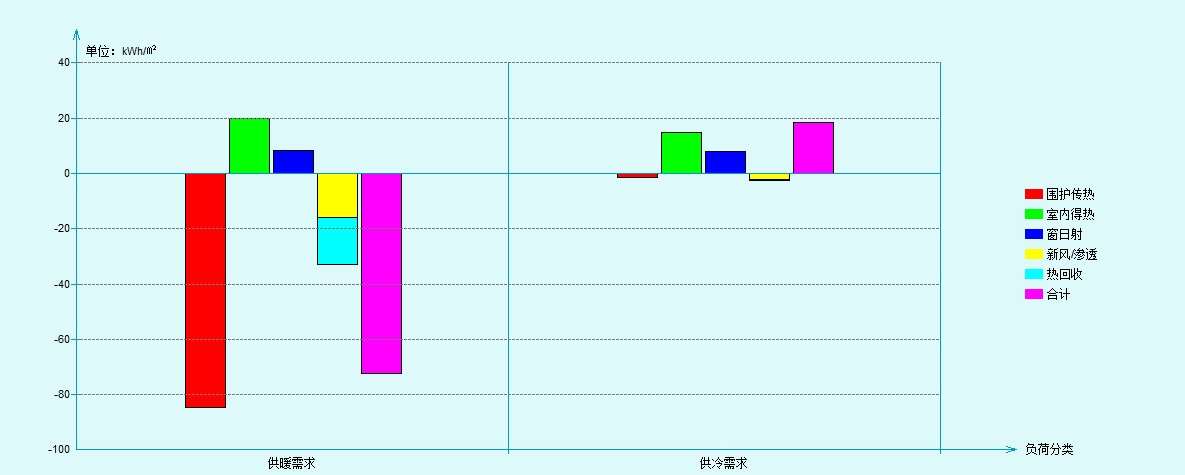 单位：kWh/㎡
40
20
0
-20
-40
-60
-80
-100
供暖需求
供冷需求
负荷分类
围护传热
室内得热
窗日射
新风/渗透
热回收
合计